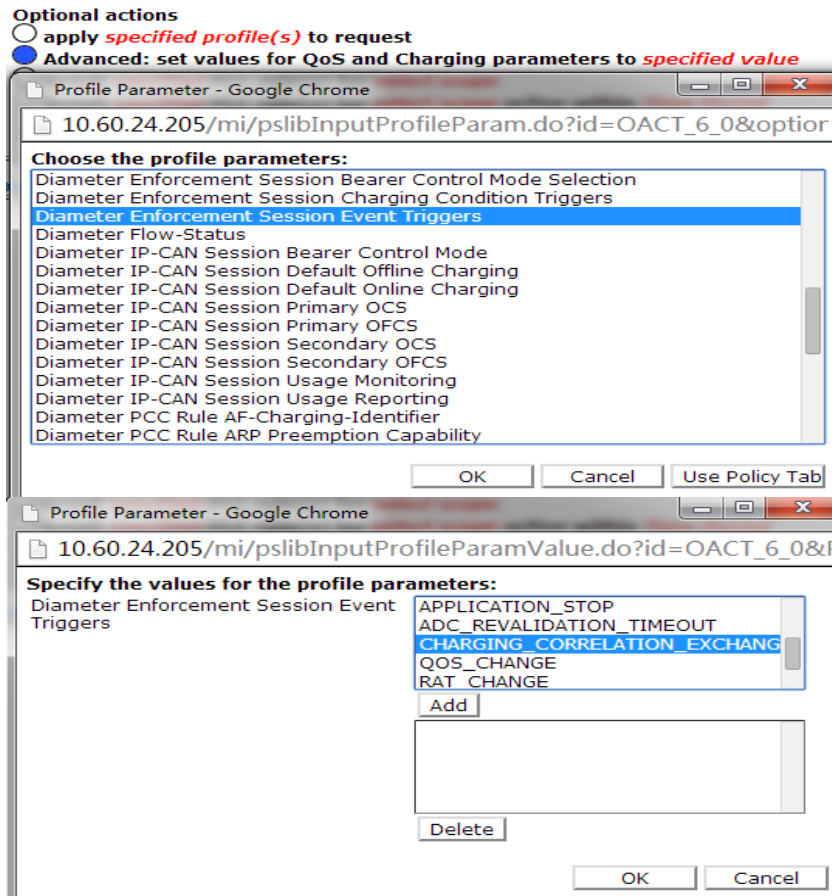 Optional actions
apply specified profile(s) to request
Advanced: set values for QoS and Charging parameters to specified value
Profile Parameter - Google Chrome
10.60.24.205/mi/pslibInputProfileParam.do?id=OACT_6_0&option
Choose the profile parameters:
Diameter Enforcement Session Bearer Control Mode Selection
Diameter Enforcement Session Charging Condition Triggers
Diameter Enforcement Session Event Triggers
Diameter Flow-Status
Diameter IP-CAN Session Bearer Control Mode
Diameter IP-CAN Session Default Offline Charging
Diameter IP-CAN Session Default Online Charging
Diameter IP-CAN Session Primary OCS
Diameter IP-CAN Session Primary OFCS
Diameter IP-CAN Session Secondary OCS
Diameter IP-CAN Session Secondary OFCS
Diameter IP-CAN Session Usage Monitoring
Diameter IP-CAN Session Usage Reporting
Diameter PCC Rule AF-Charging-Identifier
Diameter PCC Rule ARP Preemption Capability
OK Cancel Use Policy Tab
Profile Parameter - Google Chrome
10.60.24.205/mi/pslibInputProfileParamValue.do?id=OACT_6_0&
Specify the values for the profile parameters:
Diameter Enforcement Session Event
Triggers
APPLICATION_STOP
ADC_REVALIDATION_TIMEOUT
CHARGING_CORRELATION_EXCHANG
QOS_CHANGE
RAT_CHANGE
Add
Delete
OK Cancel